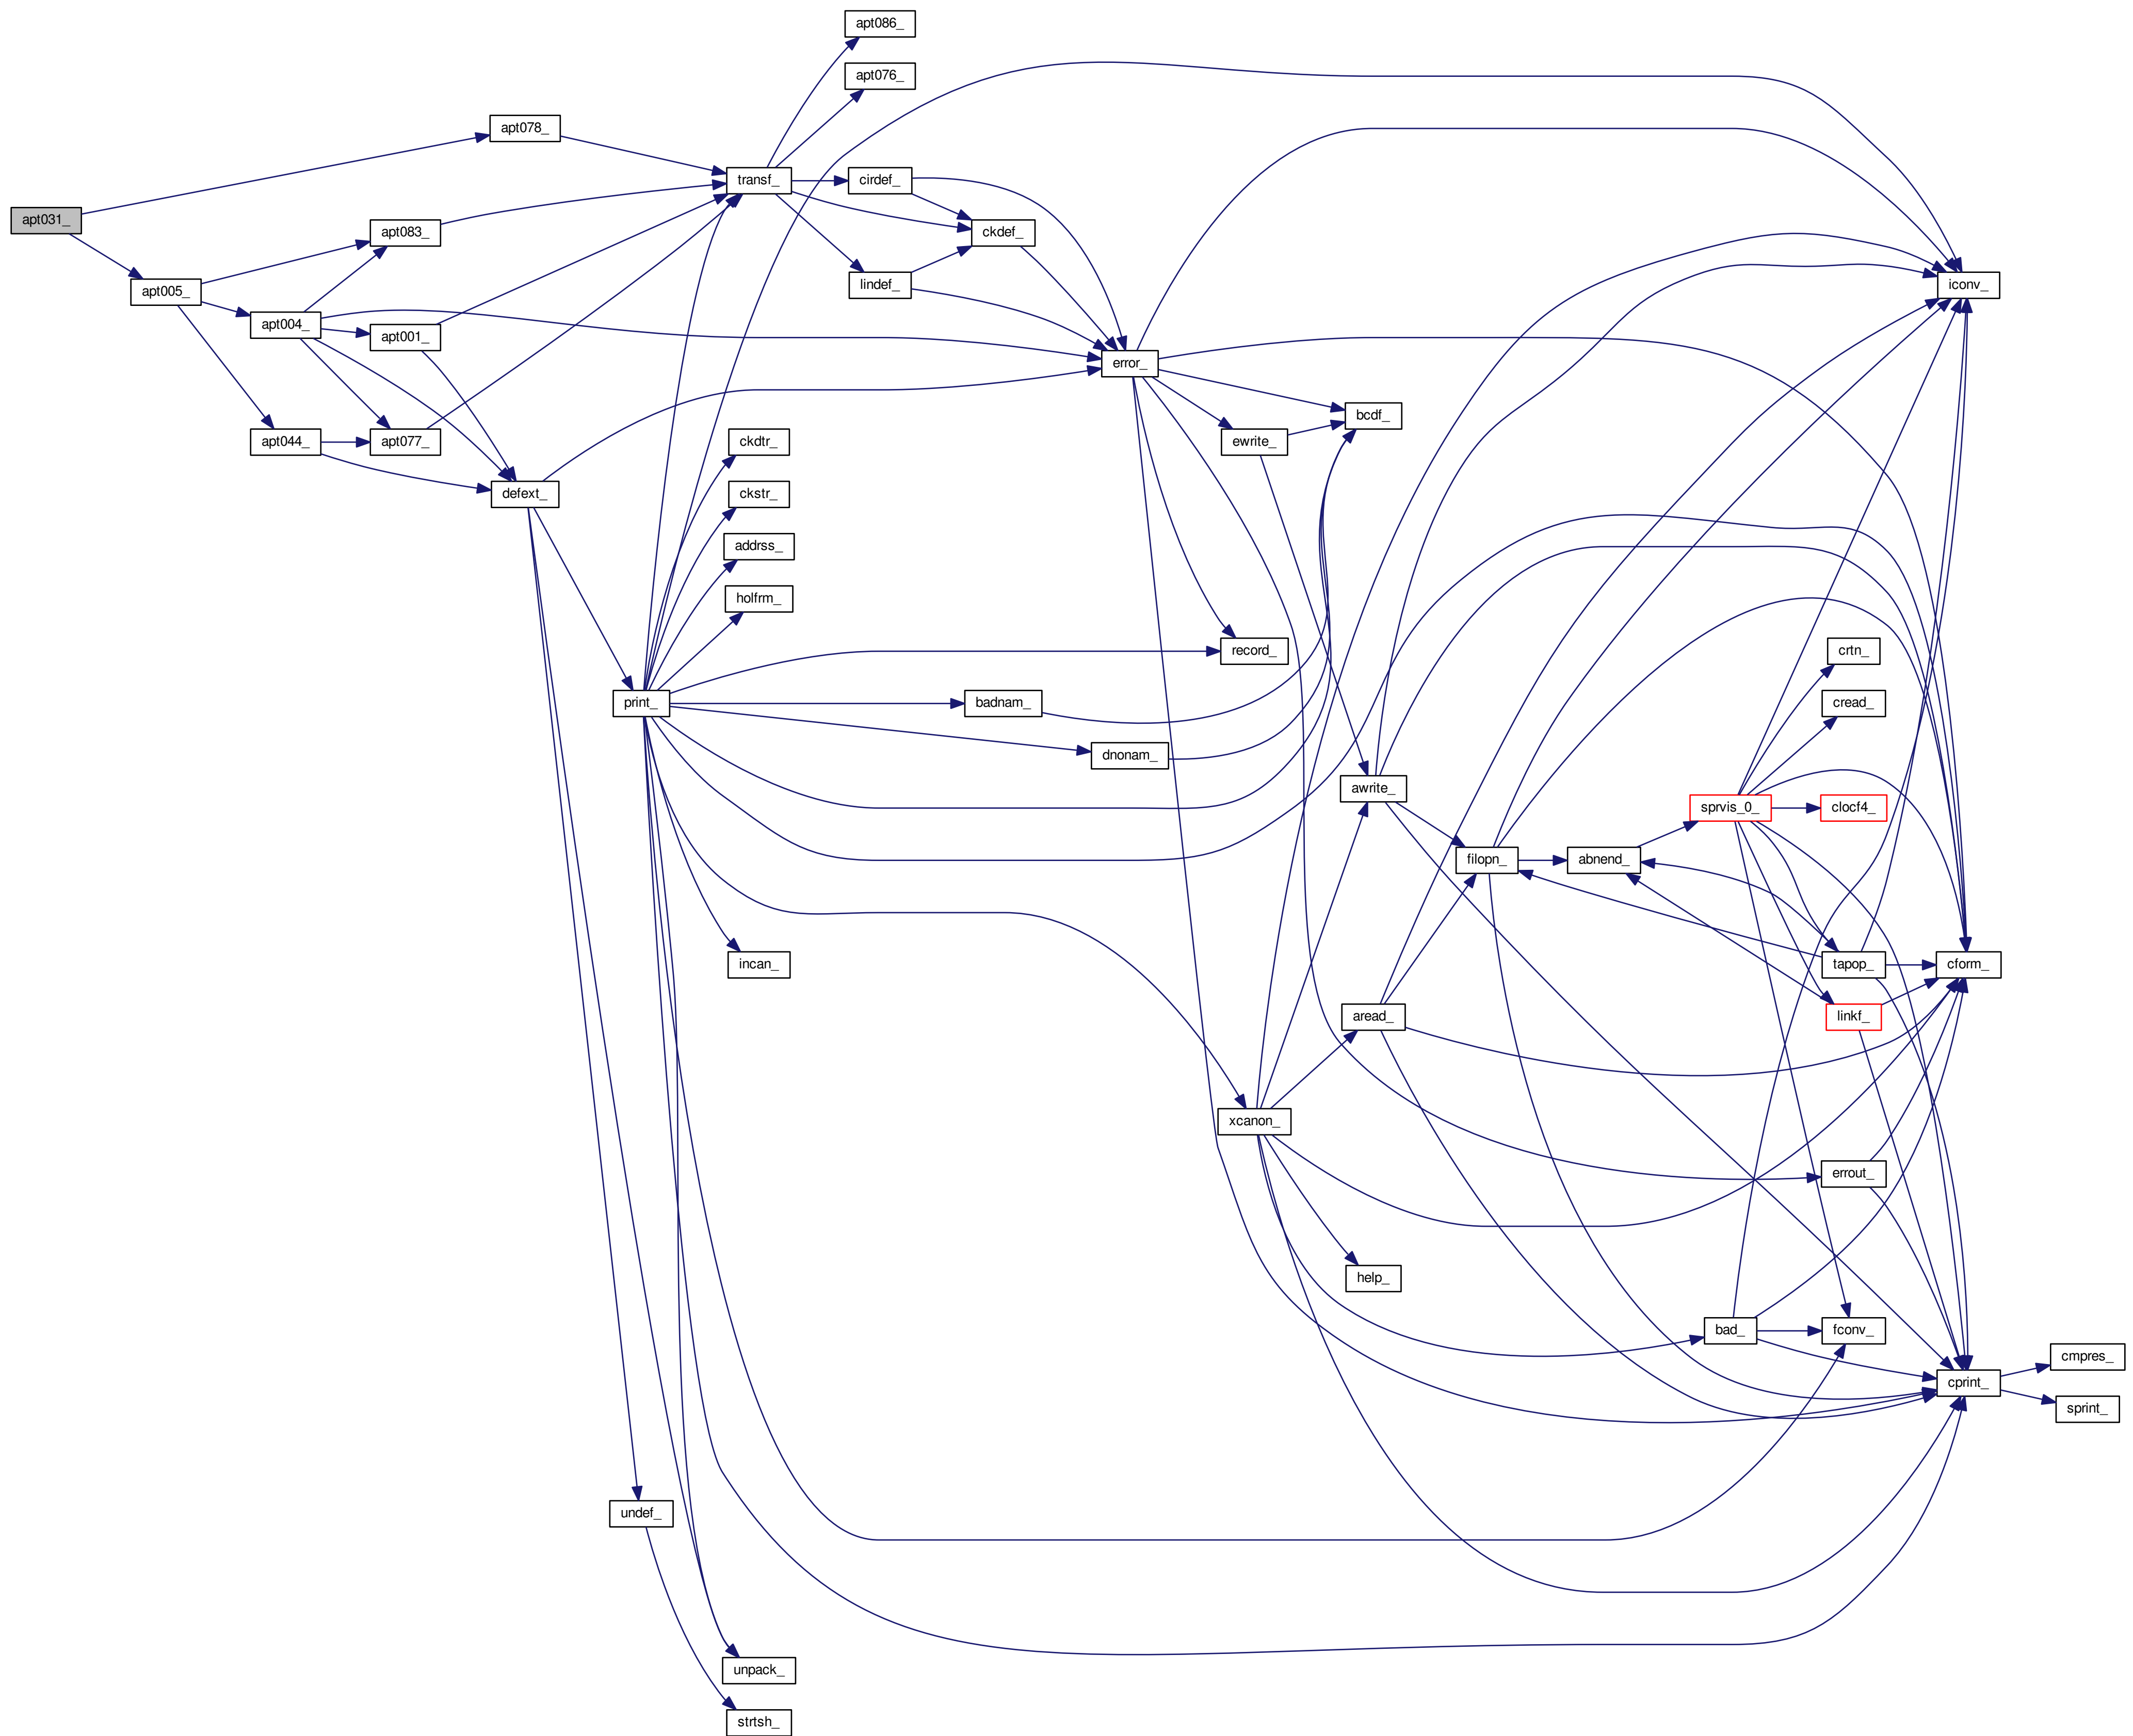 apt086_
apt076_
apt078_
transf_
cirdef_
apt031_
apt083_
ckdef_
apt005_
lindef_
iconv_
apt004_
apt001_
error_
bcdf_
apt044_
apt077_
ckdtr_
ewrite_
defext_
ckstr_
addrss_
holfrm_
record_
crtn_
print_
badnam_
cread_
dnonam_
awrite_
sprvis_0_
clocf4_
filopn_
abnend_
incan_
tapop_
cform_
aread_
linkf_
xcanon_
errout_
help_
bad_
fconv_
cmpres_
cprint_
sprint_
undef_
unpack_
strtsh_